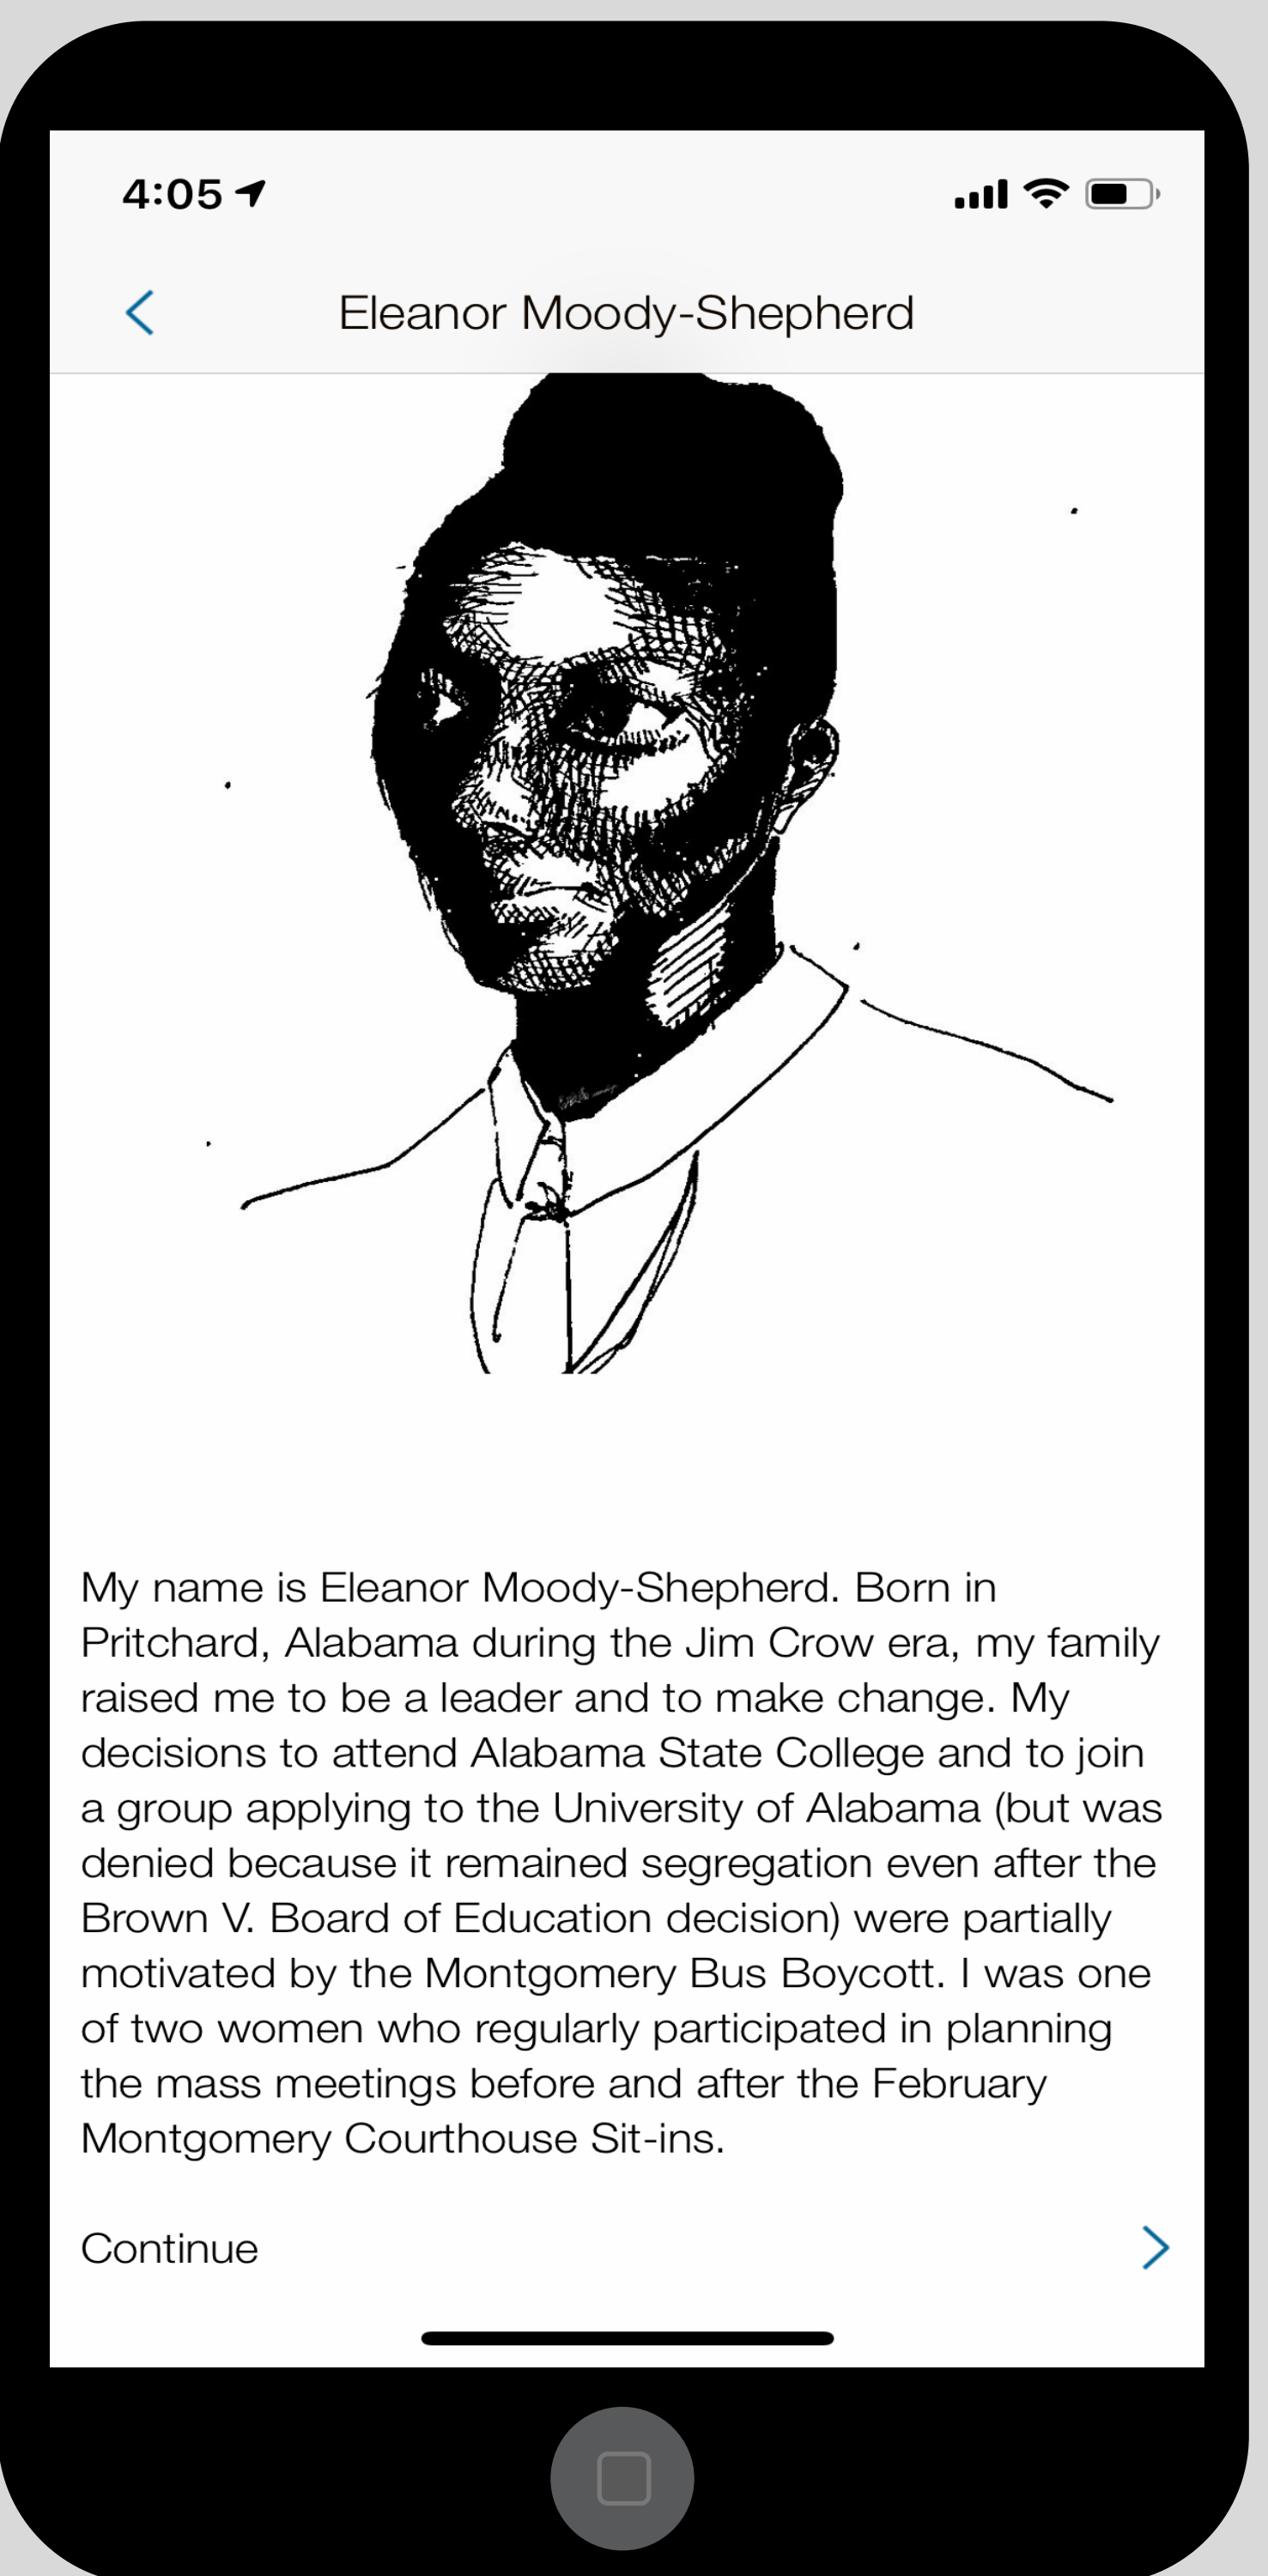 4:05
Eleanor Moody-Shepherd
My name is Eleanor Moody-Shepherd. Born in
Pritchard, Alabama during the Jim Crow era, my family
raised me to be a leader and to make change. My
decisions to attend Alabama State College and to join
a group applying to the University of Alabama (but was
denied because it remained segregation even after the
Brown V. Board of Education decision) were partially
motivated by the Montgomery Bus Boycott. I was one
of two women who regularly participated in planning
the mass meetings before and after the February
Montgomery Courthouse Sit-ins.
Continue